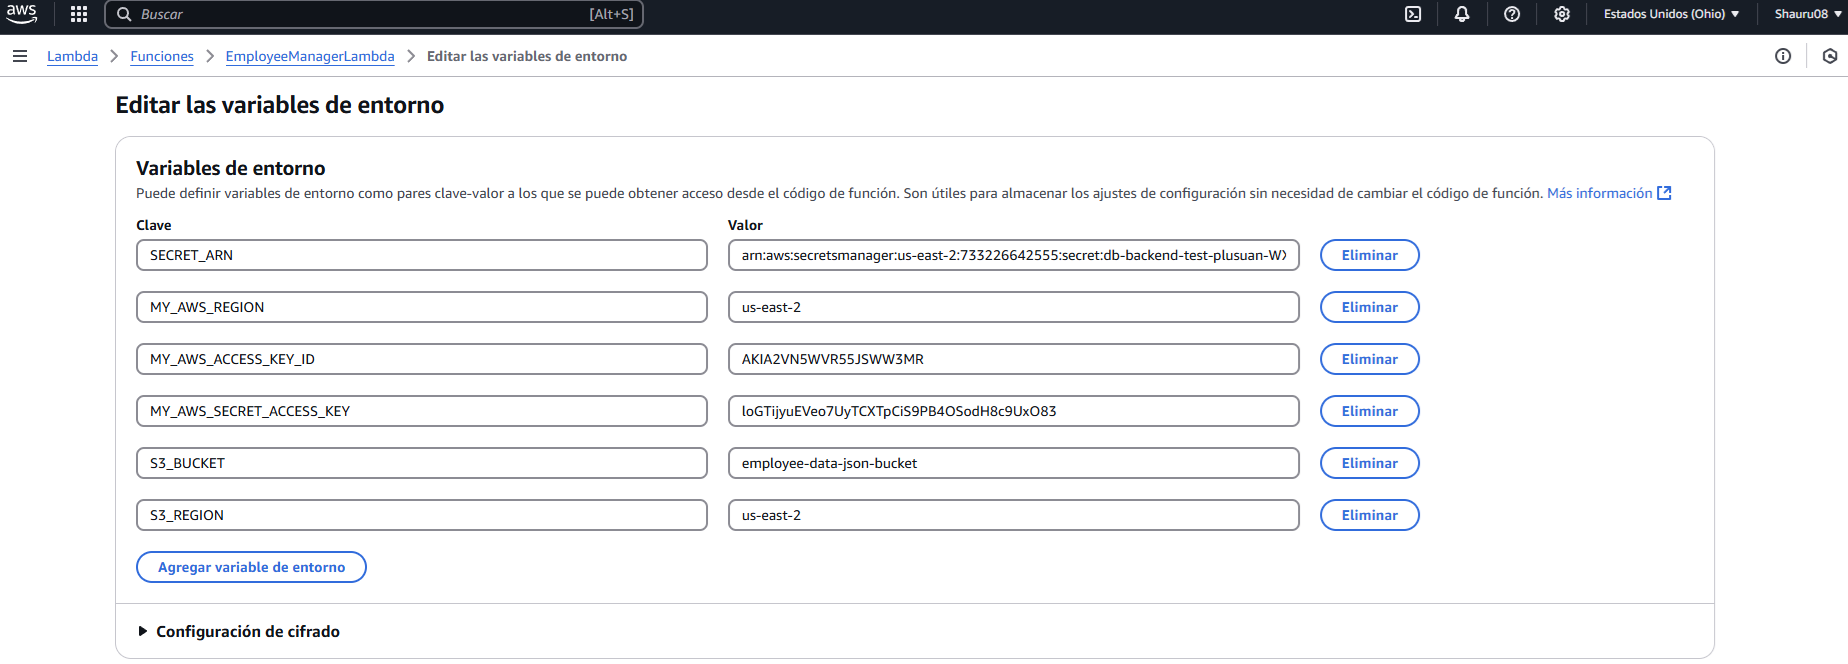 aws Buscar [Alt+S] Estados Unidos (Ohio) Shauru08
Lambda Funciones EmployeeManagerLambda Editar las variables de entorno
Editar las variables de entorno
Variables de entorno
Puede definir variables de entorno como pares clave-valor a los que se puede obtener acceso desde el código de función. Son útiles para almacenar los ajustes de configuración sin necesidad de cambiar el código de función. Más información
Clave Valor
SECRET_ARN arn:aws:secretsmanager:us-east-2:733226642555:secret:db-backend-test-plusuan-WX Eliminar
MY_AWS_REGION us-east-2 Eliminar
MY_AWS_ACCESS_KEY_ID AKIA2VN5WVR55JSWW3MR Eliminar
MY_AWS_SECRET_ACCESS_KEY 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 Eliminar
S3_BUCKET employee-data-json-bucket Eliminar
S3_REGION us-east-2 Eliminar
Agregar variable de entorno
Configuración de cifrado